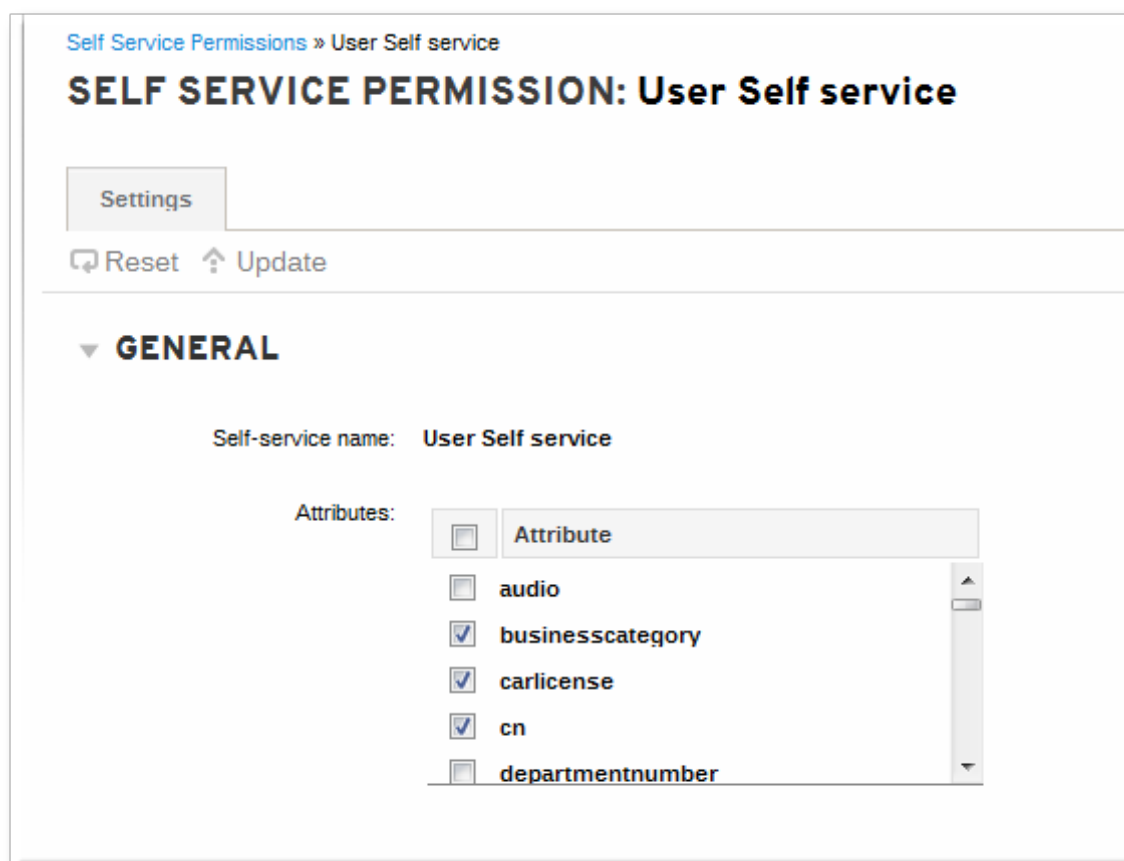 Self Service Permissions » User Self service
SELF SERVICE PERMISSION: User Self service
Settings
Reset Update
GENERAL
Self-service name: User Self service
Attributes:
Attribute
audio
businesscategory
carlicense
cn
departmentnumber